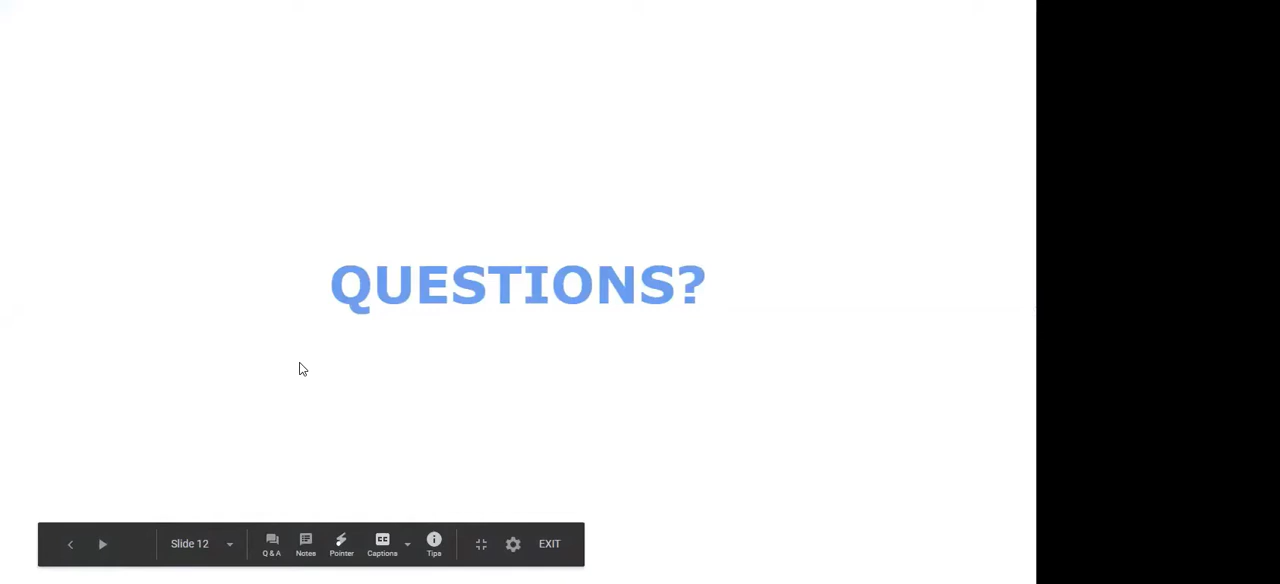 QUESTIONS?
Slide 12
Q & A
Notes
Pointer
Captions
Tips
EXIT